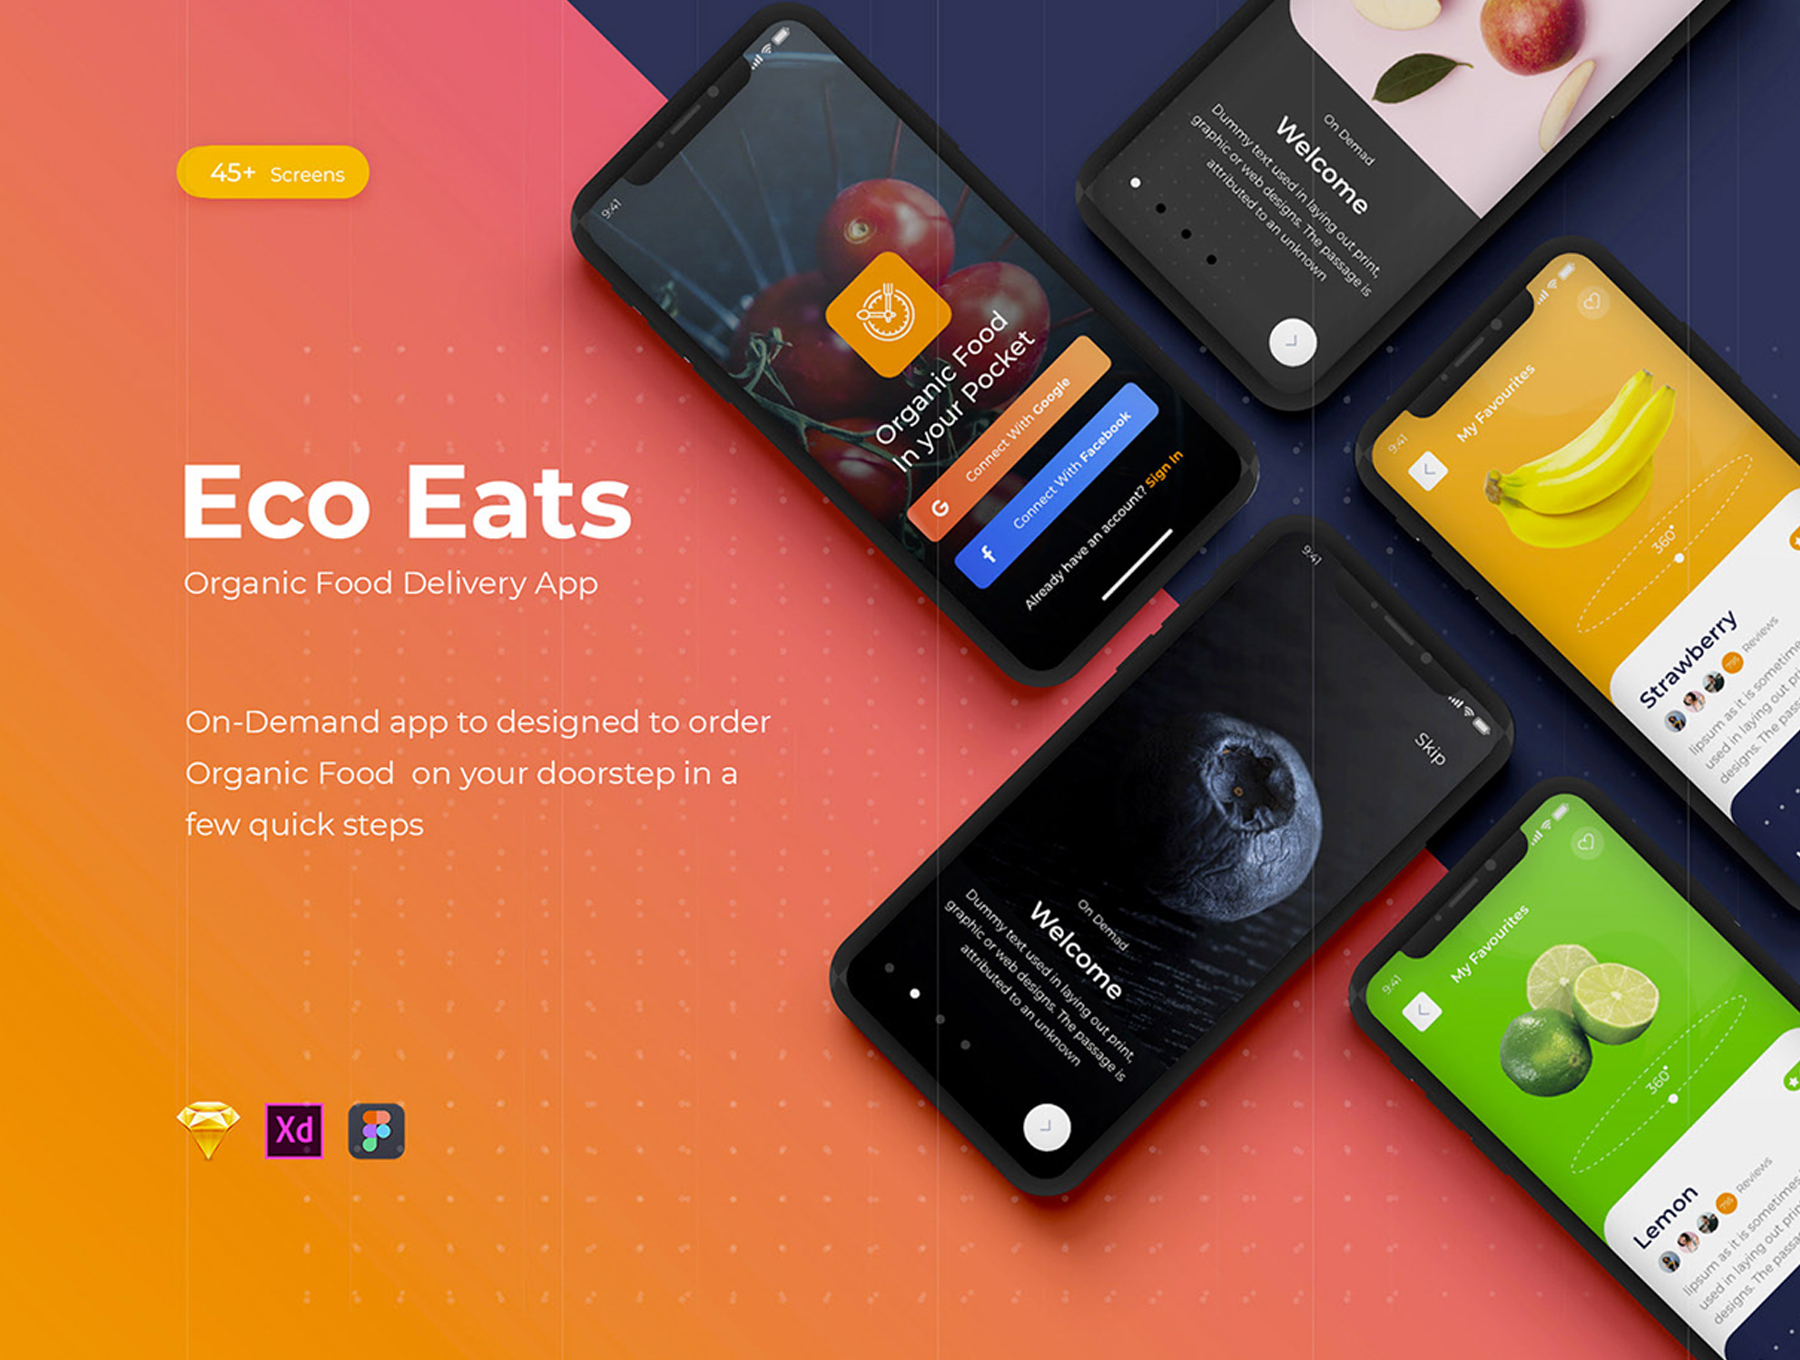 45+ Screens
Eco Eats
Organic Food Delivery App
On-Demand app to designed to order
Organic Food on your doorstep in a
few quick steps
Xd
9:41
Organic Food
In your Pocket
G Connect With Google
f Connect With Facebook
Already have an account? Sign In
On Demad
Welcome
Dummy text used in laying out print,
graphic or web designs. The passage is
attributed to an unknown
9:41
My Favourites
360°
Strawberry
Reviews
lipsum as it is sometimes
used in laying out pri
designs. The pass
9:41
Skip
On Demad
Welcome
Dummy text used in laying out print,
graphic or web designs. The passage is
attributed to an unknown
9:41
My Favourites
360°
Lemon
Reviews
lipsum as it is sometimes
used in laying out prin
designs. The passa